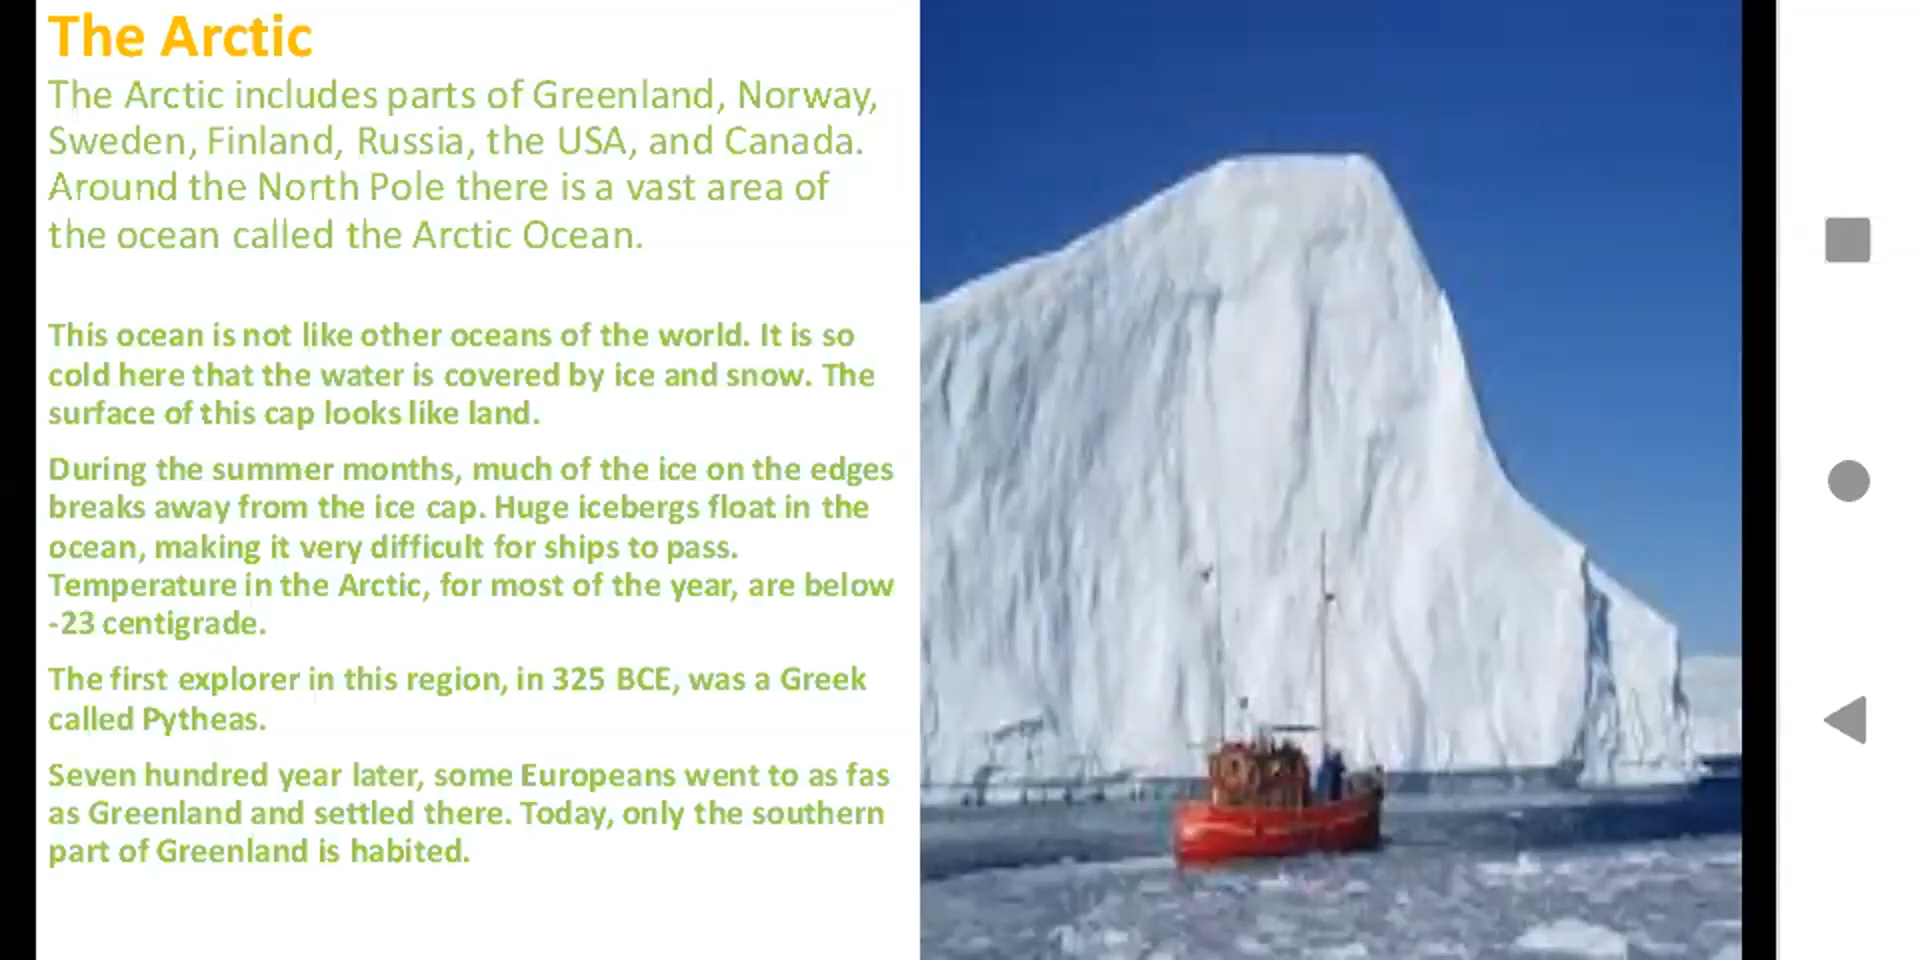 The Arctic
The Arctic includes parts of Greenland, Norway,
Sweden, Finland, Russia, the USA, and Canada.
Around the North Pole there is a vast area of
the ocean called the Arctic Ocean.
This ocean is not like other oceans of the world. It is so
cold here that the water is covered by ice and snow. The
surface of this cap looks like land.
During the summer months, much of the ice on the edges
breaks away from the ice cap. Huge icebergs float in the
ocean, making it very difficult for ships to pass.
Temperature in the Arctic, for most of the year, are below
-23 centigrade.
The first explorer in this region, in 325 BCE, was a Greek
called Pytheas.
Seven hundred year later, some Europeans went to as fas
as Greenland and settled there. Today, only the southern
part of Greenland is habited.